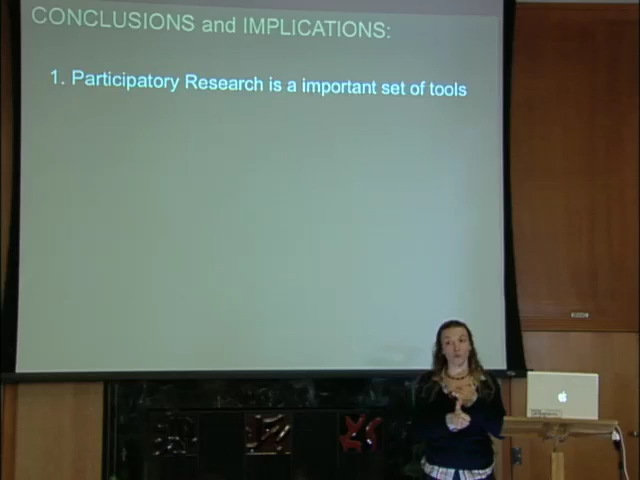 CONCLUSIONS and IMPLICATIONS:
1. Participatory Research is a important set of tools